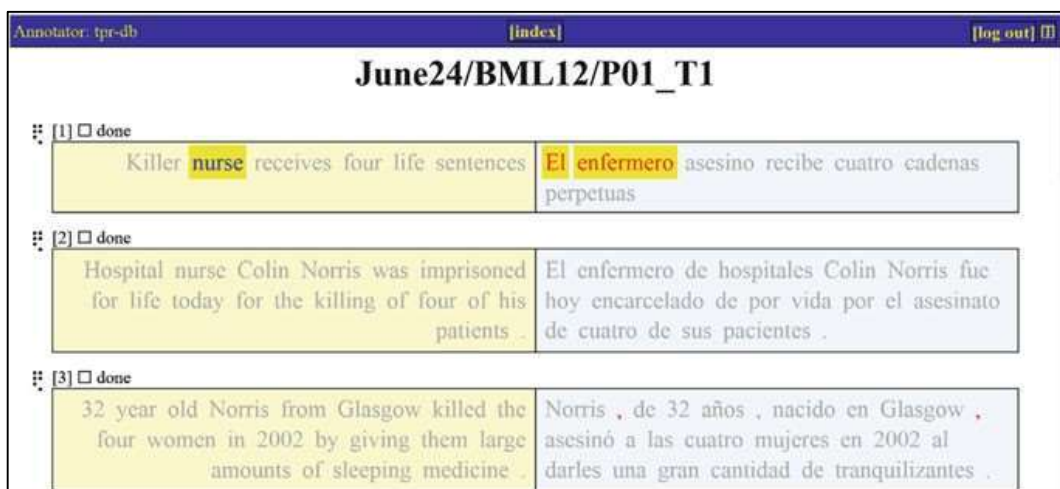 Annotator: tpr-db [index] [log out]
June24/BML12/P01_T1
[1] done
Killer nurse receives four life sentences
El enfermero asesino recibe cuatro cadenas
perpetuas
[2] done
Hospital nurse Colin Norris was imprisoned
for life today for the killing of four of his
patients .
El enfermero de hospitales Colin Norris fue
hoy encarcelado de por vida por el asesinato
de cuatro de sus pacientes .
[3] done
32 year old Norris from Glasgow killed the
four women in 2002 by giving them large
amounts of sleeping medicine .
Norris , de 32 años , nacido en Glasgow ,
asesinó a las cuatro mujeres en 2002 al
darles una gran cantidad de tranquilizantes .